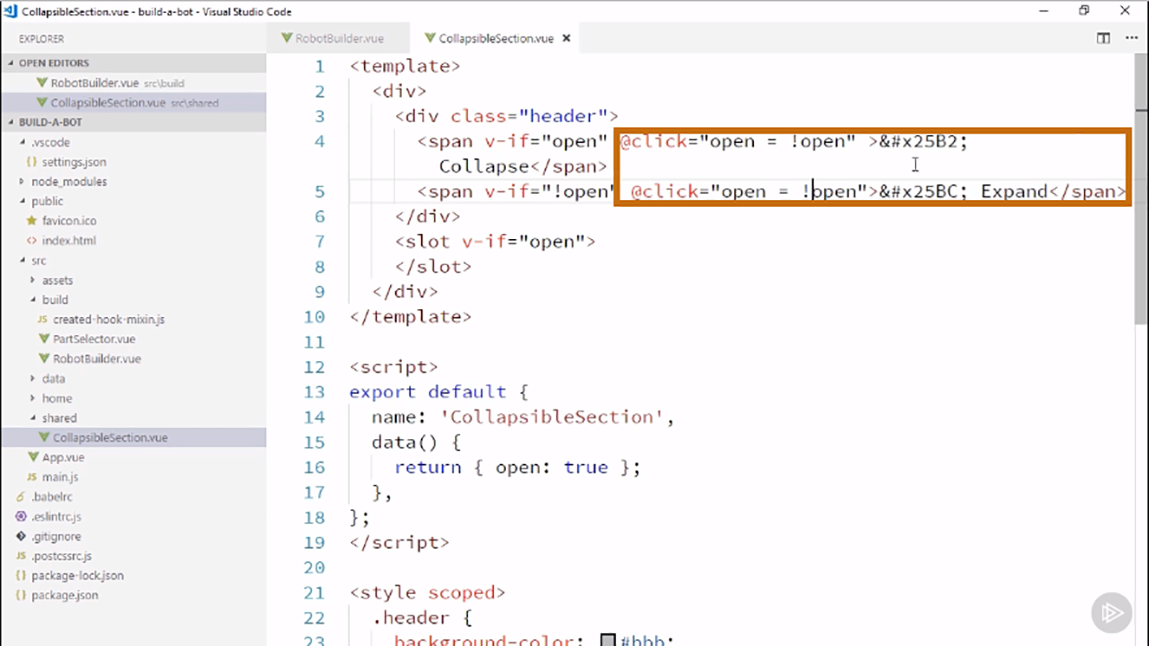 CollapsibleSection.vue - build-a-bot - Visual Studio Code
EXPLORER
RobotBuilder.vue
CollapsibleSection.vue ×
OPEN EDITORS
RobotBuilder.vue src\build
CollapsibleSection.vue src\shared
BUILD-A-BOT
.vscode
{} settings.json
node_modules
public
favicon.ico
<> index.html
src
assets
build
JS created-hook-mixin.js
PartSelector.vue
RobotBuilder.vue
data
home
shared
CollapsibleSection.vue
App.vue
JS main.js
.babelrc
.eslintrc.js
.gitignore
JS .postcssrc.js
{} package-lock.json
{} package.json
1 <template>
2 <div>
3 <div class="header">
4 <span v-if="open" @click="open = !open" >&#x25B2;
Collapse</span>
5 <span v-if="!open" @click="open = !open">&#x25BC; Expand</span>
6 </div>
7 <slot v-if="open">
8 </slot>
9 </div>
10 </template>
11
12 <script>
13 export default {
14 name: 'CollapsibleSection',
15 data() {
16 return { open: true };
17 },
18 };
19 </script>
20
21 <style scoped>
22 .header {
23 background-color: #bbb;